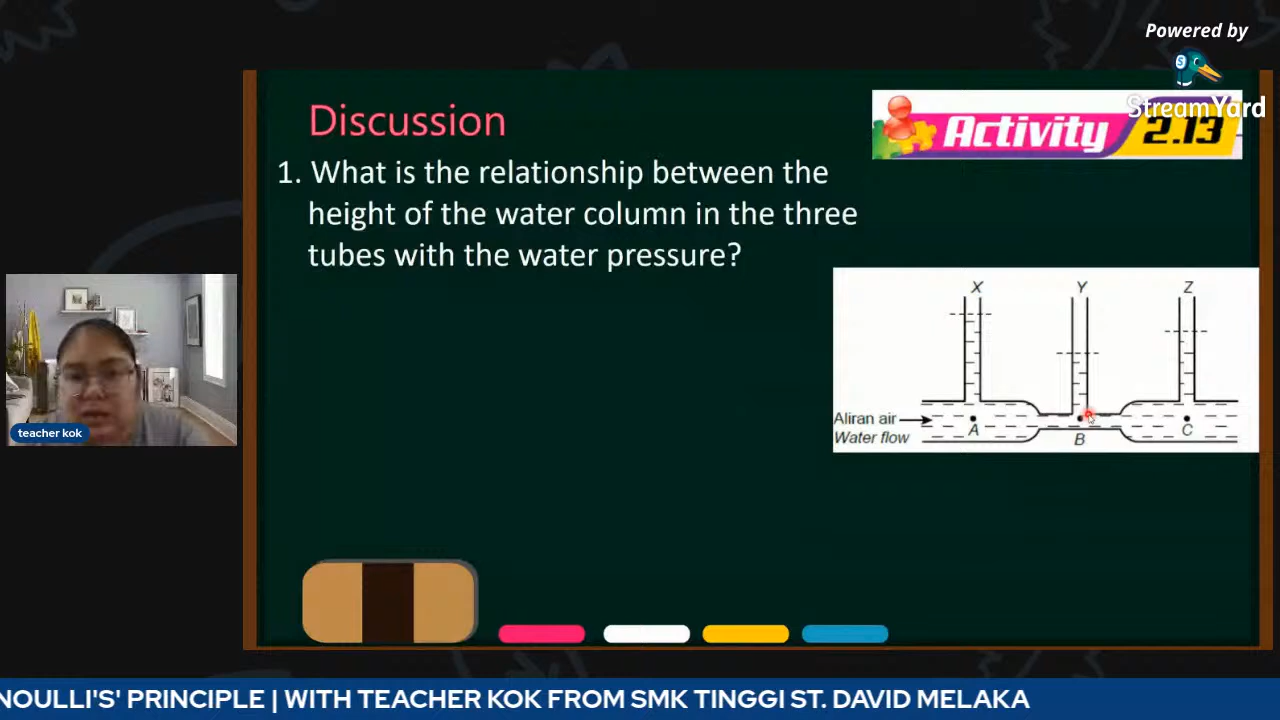 Powered by
StreamYard
Discussion
Activity 2.13
1. What is the relationship between the
height of the water column in the three
tubes with the water pressure?
X Y Z
Aliran air
Water flow
A B C
teacher kok
NOULLI'S' PRINCIPLE | WITH TEACHER KOK FROM SMK TINGGI ST. DAVID MELAKA